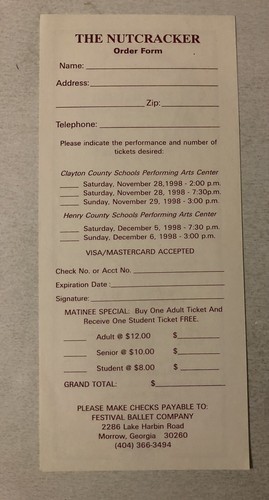 THE NUTCRACKER
Order Form
Name:
Address:
Zip:
Telephone:
Please indicate the performance and number of
tickets desired:
Clayton County Schools Performing Arts Center
Saturday, November 28,1998 - 2:00 p.m.
Saturday, November 28, 1998 - 7:30p.m.
Sunday, November 29, 1998 - 3:00 p.m.
Henry County Schools Performing Arts Center
Saturday, December 5, 1998 - 7:30 p.m.
Sunday, December 6, 1998 - 3:00 p.m.
VISA/MASTERCARD ACCEPTED
Check No. or Acct No.
Expiration Date:
Signature:
MATINEE SPECIAL: Buy One Adult Ticket And
Receive One Student Ticket FREE.
Adult @ $12.00 $
Senior @ $10.00 $
Student @ $8.00 $
GRAND TOTAL: $
PLEASE MAKE CHECKS PAYABLE TO:
FESTIVAL BALLET COMPANY
2286 Lake Harbin Road
Morrow, Georgia 30260
(404) 366-3494